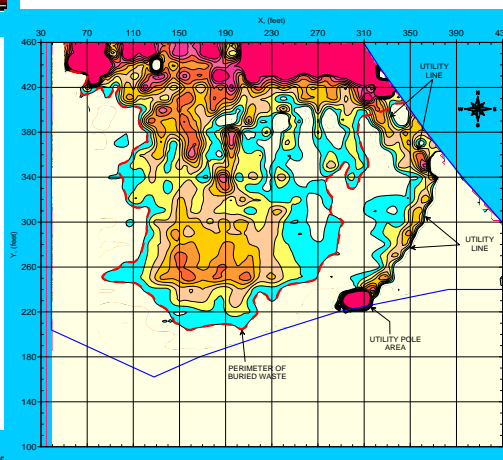 X, (feet)
30 70 110 150 190 230 270 310 350 390
460
420
380
340
300
260
220
180
140
100
Y, (feet)
UTILITY
LINE
N
W E
S
UTILITY
LINE
UTILITY POLE
AREA
PERIMETER OF
BURIED WASTE